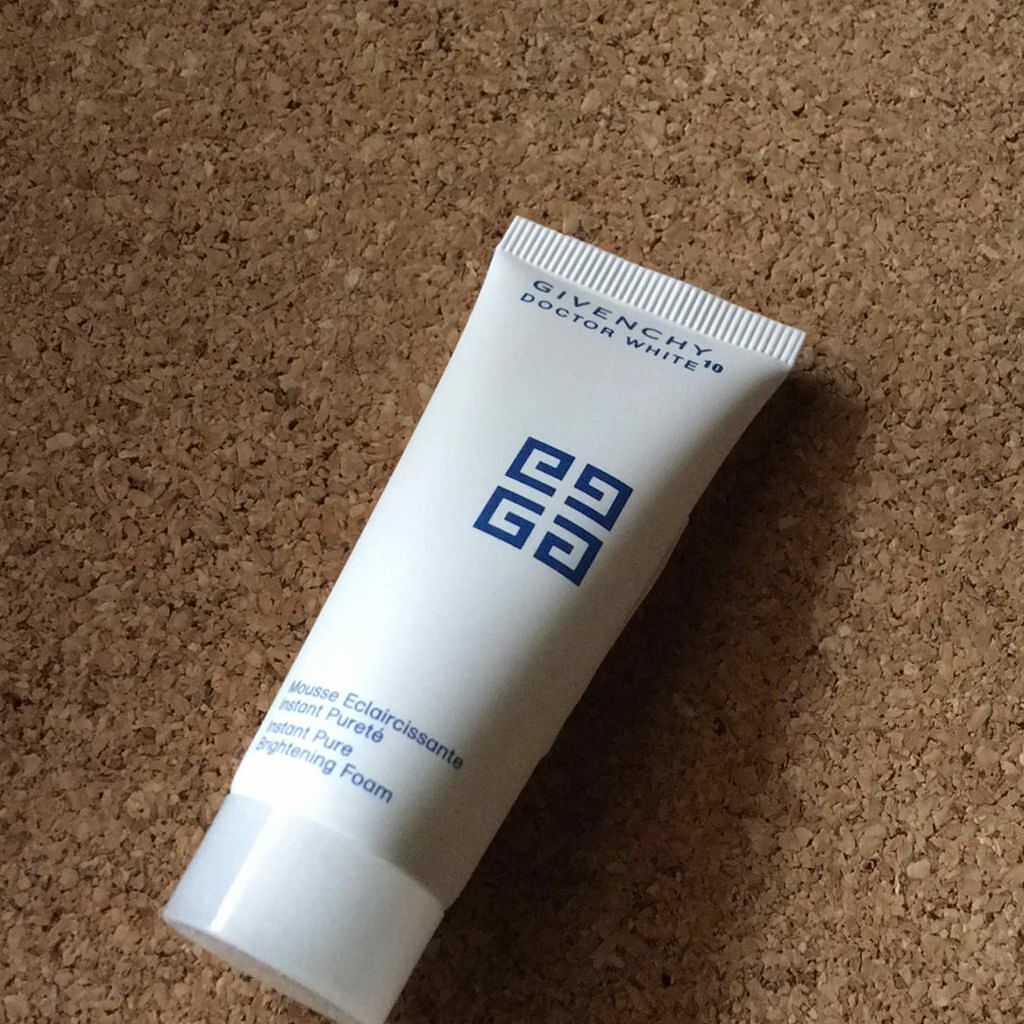 GIVENCHY
DOCTOR WHITE¹⁰
Mousse Eclaircissante
Instant Pureté
Instant Pure
Brightening Foam